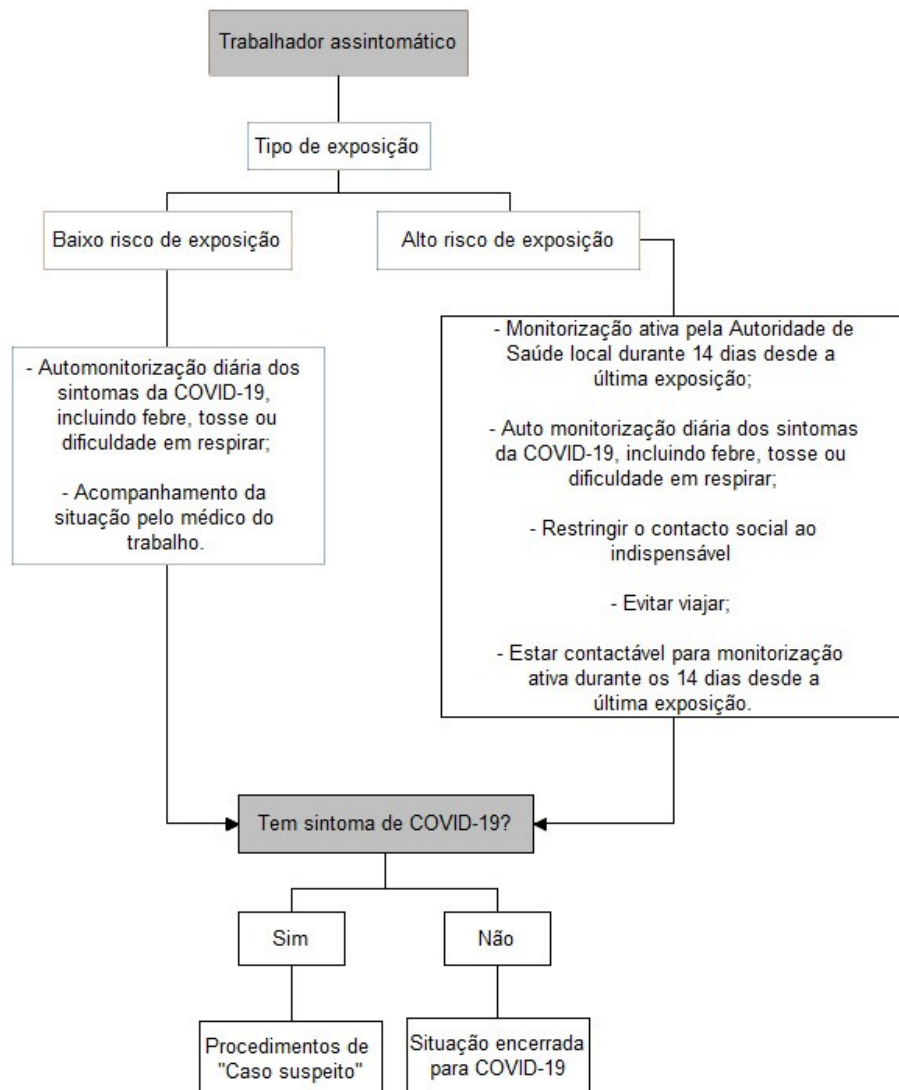 Trabalhador assintomático
Tipo de exposição
Baixo risco de exposição
Alto risco de exposição
- Automonitorização diária dos
sintomas da COVID-19,
incluindo febre, tosse ou
dificuldade em respirar;
- Acompanhamento da
situação pelo médico do
trabalho.
- Monitorização ativa pela Autoridade de
Saúde local durante 14 dias desde a
última exposição;
- Auto monitorização diária dos sintomas
da COVID-19, incluindo febre, tosse ou
dificuldade em respirar;
- Restringir o contacto social ao
indispensável
- Evitar viajar;
- Estar contactável para monitorização
ativa durante os 14 dias desde a
última exposição.
Tem sintoma de COVID-19?
Sim
Não
Procedimentos de
"Caso suspeito"
Situação encerrada
para COVID-19